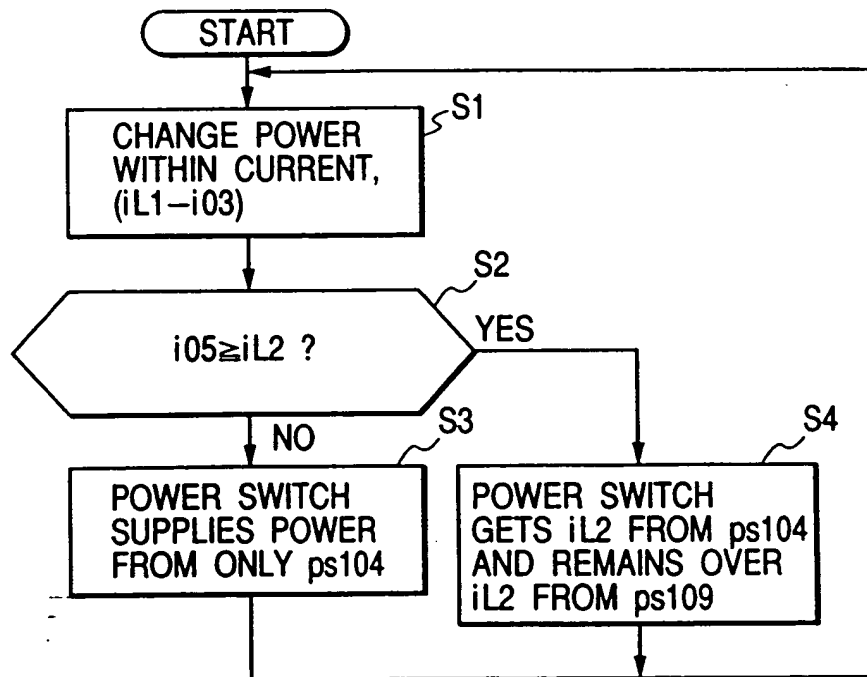 START
S1
CHANGE POWER
WITHIN CURRENT,
(iL1–i03)
S2
i05≧iL2 ?
YES
NO
S3
POWER SWITCH
SUPPLIES POWER
FROM ONLY ps104
S4
POWER SWITCH
GETS iL2 FROM ps104
AND REMAINS OVER
iL2 FROM ps109